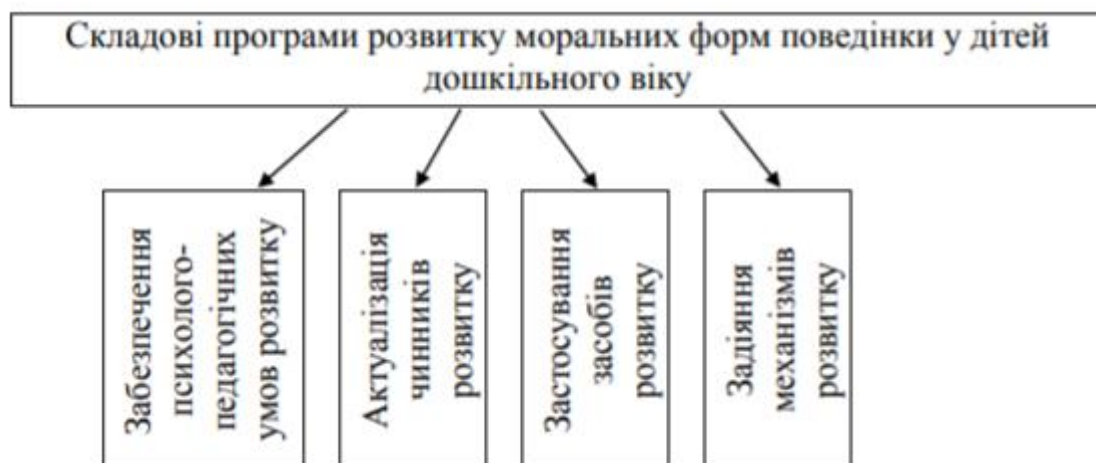 Складові програми розвитку моральних форм поведінки у дітей
дошкільного віку
Забезпечення
психолого-
педагогічних
умов розвитку
Актуалізація
чинників
розвитку
Застосування
засобів
розвитку
Задіяння
механізмів
розвитку